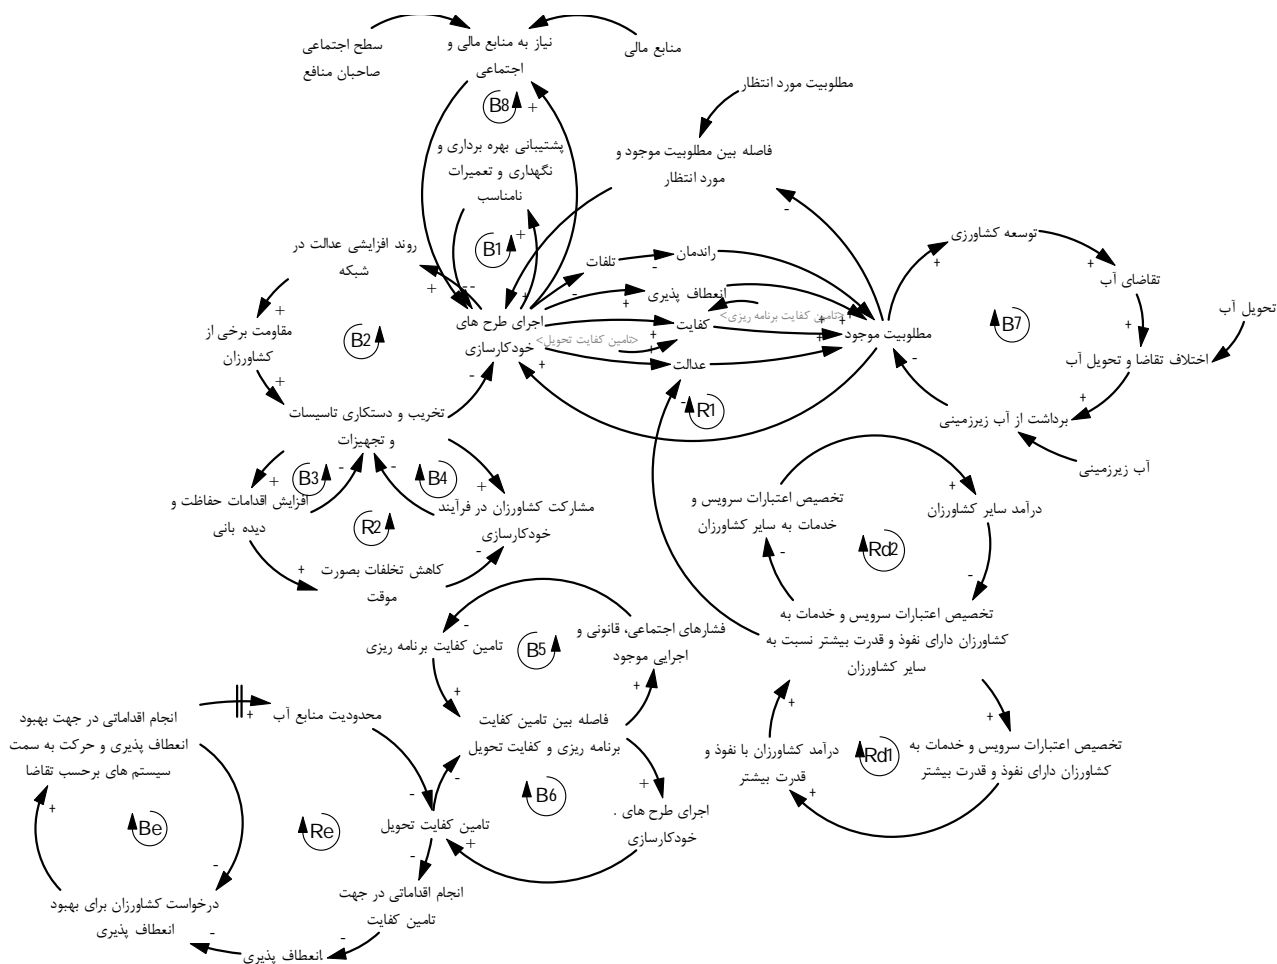 سطح اجتماعی
صاحبان منافع
نیاز به منابع مالی و
اجتماعی
منابع مالی
مطلوبیت مورد انتظار
B8
+
پشتیبانی بهره برداری و
نگهداری و تعمیرات
نامناسب
فاصله بین مطلوبیت موجود و
مورد انتظار
-
روند افزایشی عدالت در
شبکه
B1
+
تلفات
راندمان
-
توسعه کشاورزی
+
تقاضای آب
+
انعطاف پذیری
+
-
--
+
+
مقاومت برخی از
کشاورزان
B2
اجرای طرح های
خودکارسازی
<تامین کفایت تحویل>
کفایت
<تامین کفایت برنامه ریزی>
عدالت
مطلوبیت موجود
B7
+
تحویل آب
اختلاف تقاضا و تحویل آب
+
-
+
-
+
R1
-
برداشت از آب زیرزمینی
آب زیرزمینی
تخریب و دستکاری تاسیسات
و تجهیزات
B3
B4
+
-
-
+
افزایش اقدامات حفاظت و
دیده بانی
R2
مشارکت کشاورزان در فرآیند
خودکارسازی
+
-
کاهش تخلفات بصورت
موقت
تخصیص اعتبارات سرویس و
خدمات به سایر کشاورزان
درآمد سایر کشاورزان
+
Rd2
-
-
تخصیص اعتبارات سرویس و خدمات به
کشاورزان دارای نفوذ و قدرت بیشتر نسبت به
سایر کشاورزان
فشارهای اجتماعی، قانونی و
اجرایی موجود
-
تامین کفایت برنامه ریزی
B5
+
+
فاصله بین تامین کفایت
برنامه ریزی و کفایت تحویل
انجام اقداماتی در جهت بهبود
انعطاف پذیری و حرکت به سمت
سیستم های برحسب تقاضا
+
محدودیت منابع آب
درآمد کشاورزان با نفوذ و
قدرت بیشتر
+
Rd1
+
+
تخصیص اعتبارات سرویس و خدمات به
کشاورزان دارای نفوذ و قدرت بیشتر
B6
-
-
+
اجرای طرح های .
خودکارسازی
+
تامین کفایت تحویل
+
Be
Re
-
-
انجام اقداماتی در جهت
تامین کفایت
درخواست کشاورزان برای بهبود
انعطاف پذیری
-
-
انعطاف پذیری